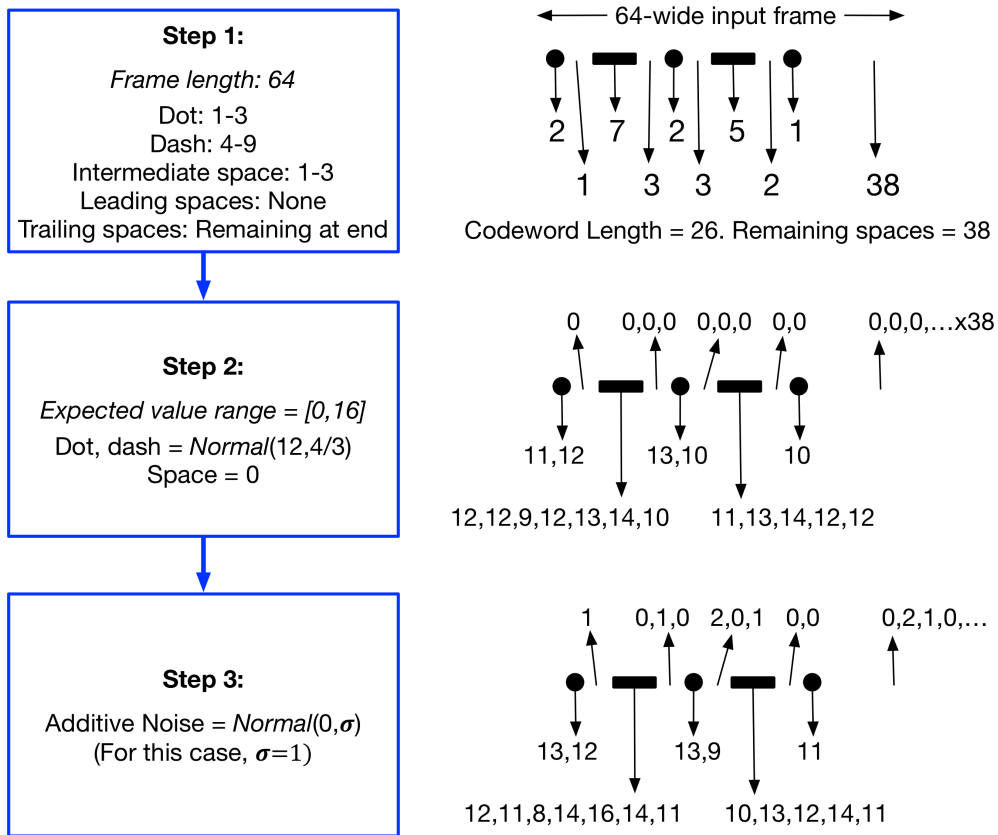 Step 1:
Frame length: 64
Dot: 1-3
Dash: 4-9
Intermediate space: 1-3
Leading spaces: None
Trailing spaces: Remaining at end
64-wide input frame
2 7 2 5 1
1 3 3 2 38
Codeword Length = 26. Remaining spaces = 38
Step 2:
Expected value range = [0,16]
Dot, dash = Normal(12,4/3)
Space = 0
0 0,0,0 0,0,0 0,0 0,0,0,…x38
11,12 13,10 10
12,12,9,12,13,14,10 11,13,14,12,12
Step 3:
Additive Noise = Normal(0,σ)
(For this case, σ=1)
1 0,1,0 2,0,1 0,0 0,2,1,0,…
13,12 13,9 11
12,11,8,14,16,14,11 10,13,12,14,11